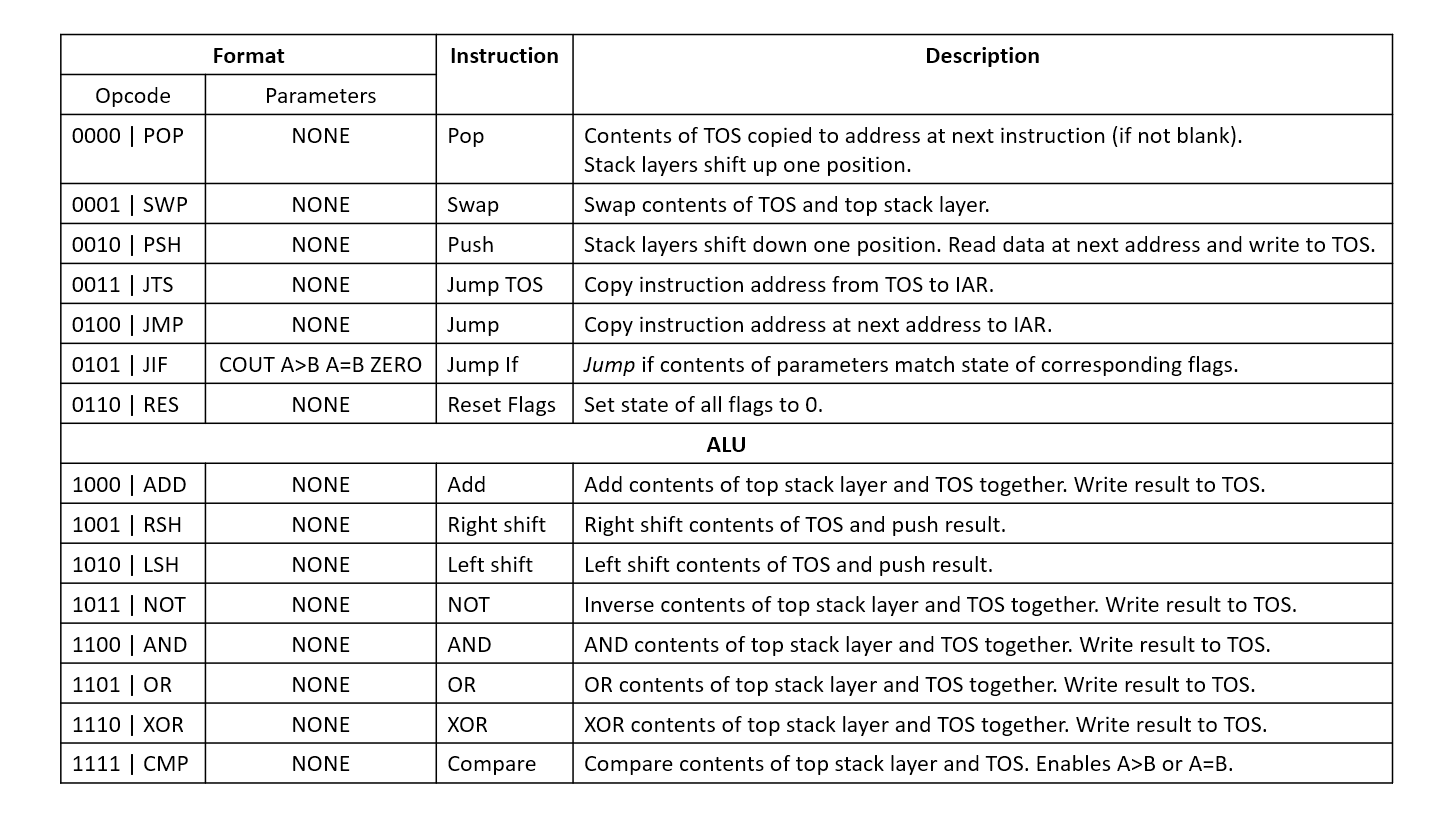 Format Instruction Description
Opcode Parameters
0000 | POP NONE Pop Contents of TOS copied to address at next instruction (if not blank).
Stack layers shift up one position.
0001 | SWP NONE Swap Swap contents of TOS and top stack layer.
0010 | PSH NONE Push Stack layers shift down one position. Read data at next address and write to TOS.
0011 | JTS NONE Jump TOS Copy instruction address from TOS to IAR.
0100 | JMP NONE Jump Copy instruction address at next address to IAR.
0101 | JIF COUT A>B A=B ZERO Jump If Jump if contents of parameters match state of corresponding flags.
0110 | RES NONE Reset Flags Set state of all flags to 0.
ALU
1000 | ADD NONE Add Add contents of top stack layer and TOS together. Write result to TOS.
1001 | RSH NONE Right shift Right shift contents of TOS and push result.
1010 | LSH NONE Left shift Left shift contents of TOS and push result.
1011 | NOT NONE NOT Inverse contents of top stack layer and TOS together. Write result to TOS.
1100 | AND NONE AND AND contents of top stack layer and TOS together. Write result to TOS.
1101 | OR NONE OR OR contents of top stack layer and TOS together. Write result to TOS.
1110 | XOR NONE XOR XOR contents of top stack layer and TOS together. Write result to TOS.
1111 | CMP NONE Compare Compare contents of top stack layer and TOS. Enables A>B or A=B.